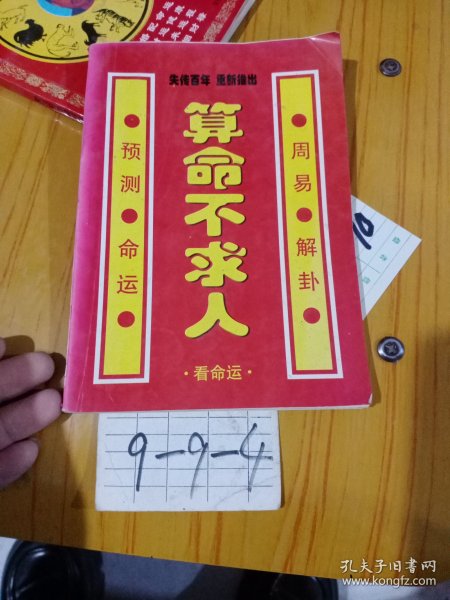 失传百年 重新推出
算命不求人
●周易●解卦●
●预测●命运●
·看命运·
9-9-4
孔夫子旧书网
www.kongfz.com